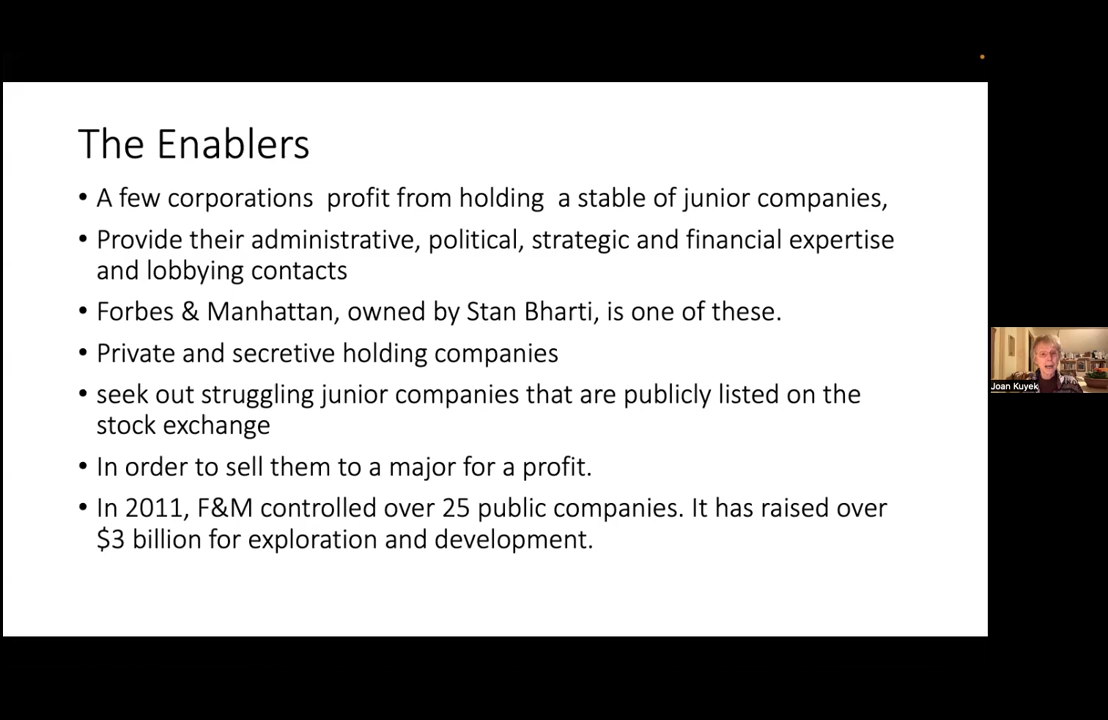 The Enablers
• A few corporations  profit from holding  a stable of junior companies,
• Provide their administrative, political, strategic and financial expertise
and lobbying contacts
• Forbes & Manhattan, owned by Stan Bharti, is one of these.
• Private and secretive holding companies
• seek out struggling junior companies that are publicly listed on the
stock exchange
• In order to sell them to a major for a profit.
• In 2011, F&M controlled over 25 public companies. It has raised over
$3 billion for exploration and development.
Joan Kuyek